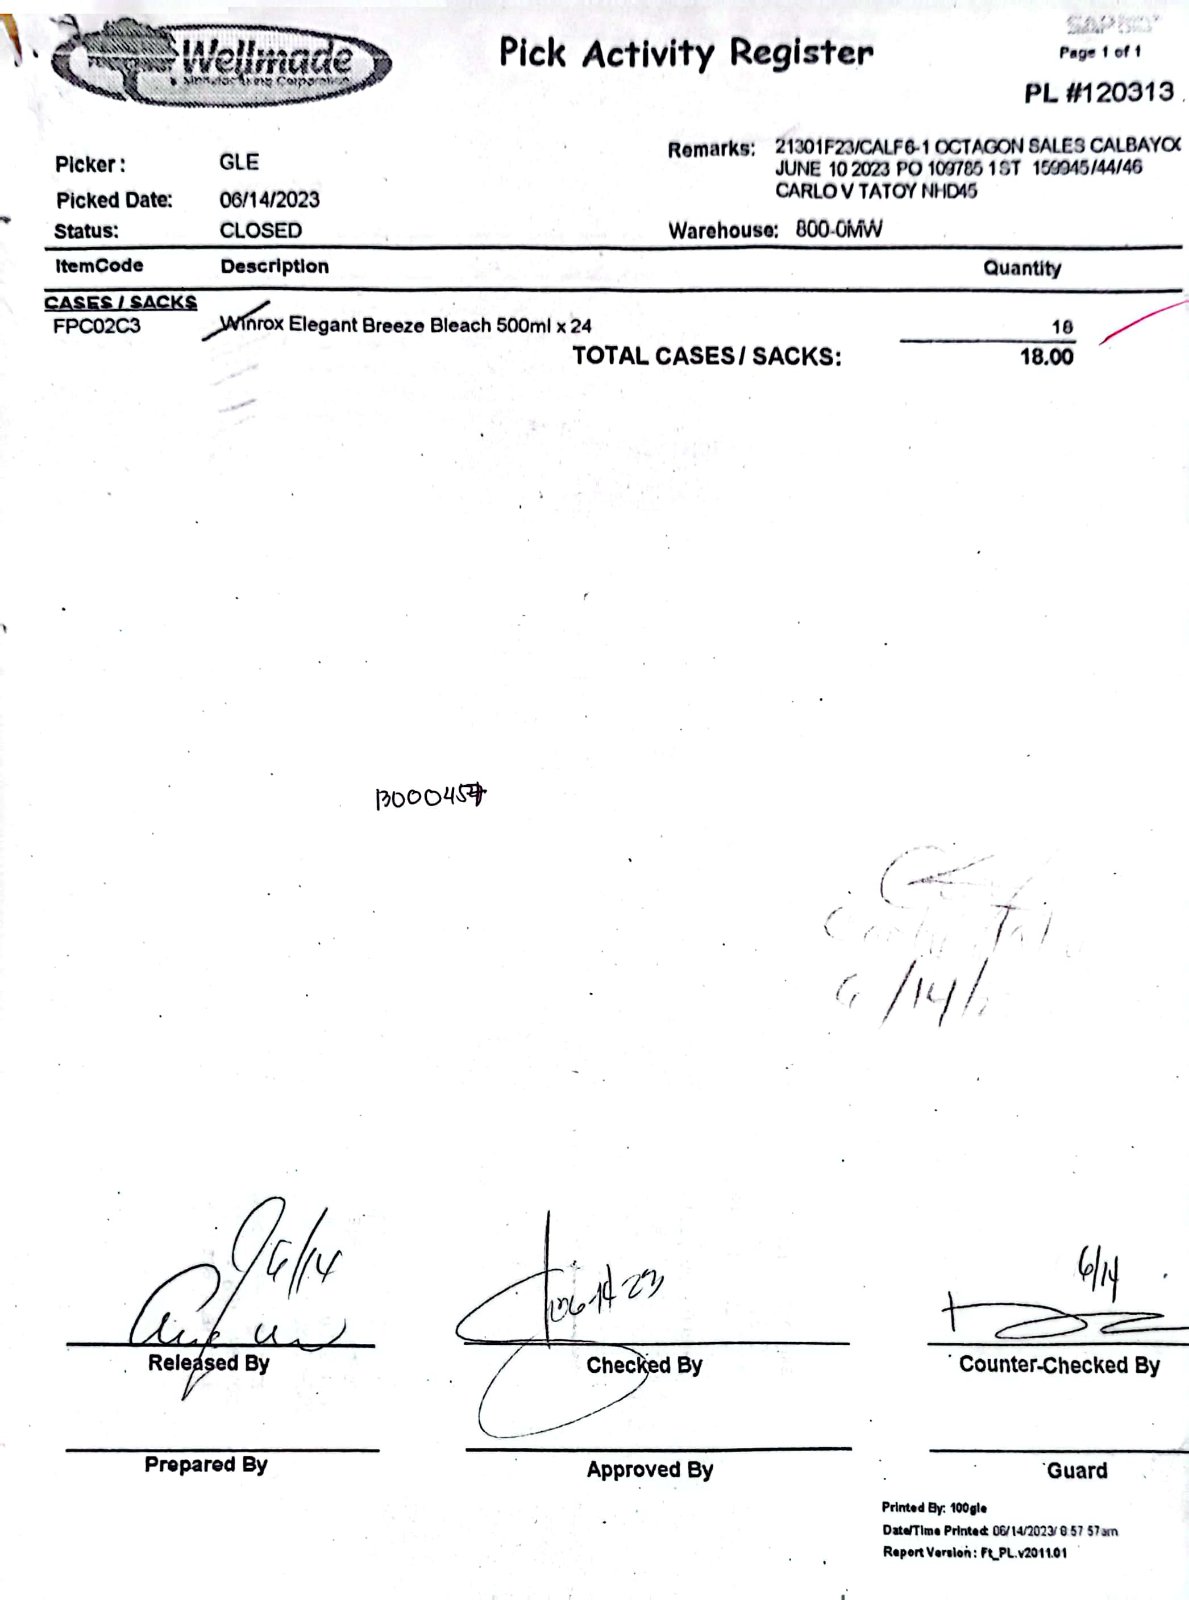 Wellmade
Manufacturing Corporation
Pick Activity Register
Page 1 of 1
PL #120313
Picker: GLE
Picked Date: 06/14/2023
Status: CLOSED
Remarks: 21301F23/CALF6-1 OCTAGON SALES CALBAYOG
JUNE 10 2023 PO 109785 1ST 159945/44/46
CARLO V TATOY NHD45
Warehouse: 800-0MW
ItemCode Description Quantity
CASES / SACKS
FPC02C3 Winrox Elegant Breeze Bleach 500ml x 24 18
TOTAL CASES / SACKS: 18.00
6/14/
6/14
06-14-23
6/14
Released By Checked By Counter-Checked By
Prepared By Approved By Guard
Printed By: 100gle
Date/Time Printed: 06/14/2023/ 8 57 57am
Report Version : Ft_PL.v2011.01